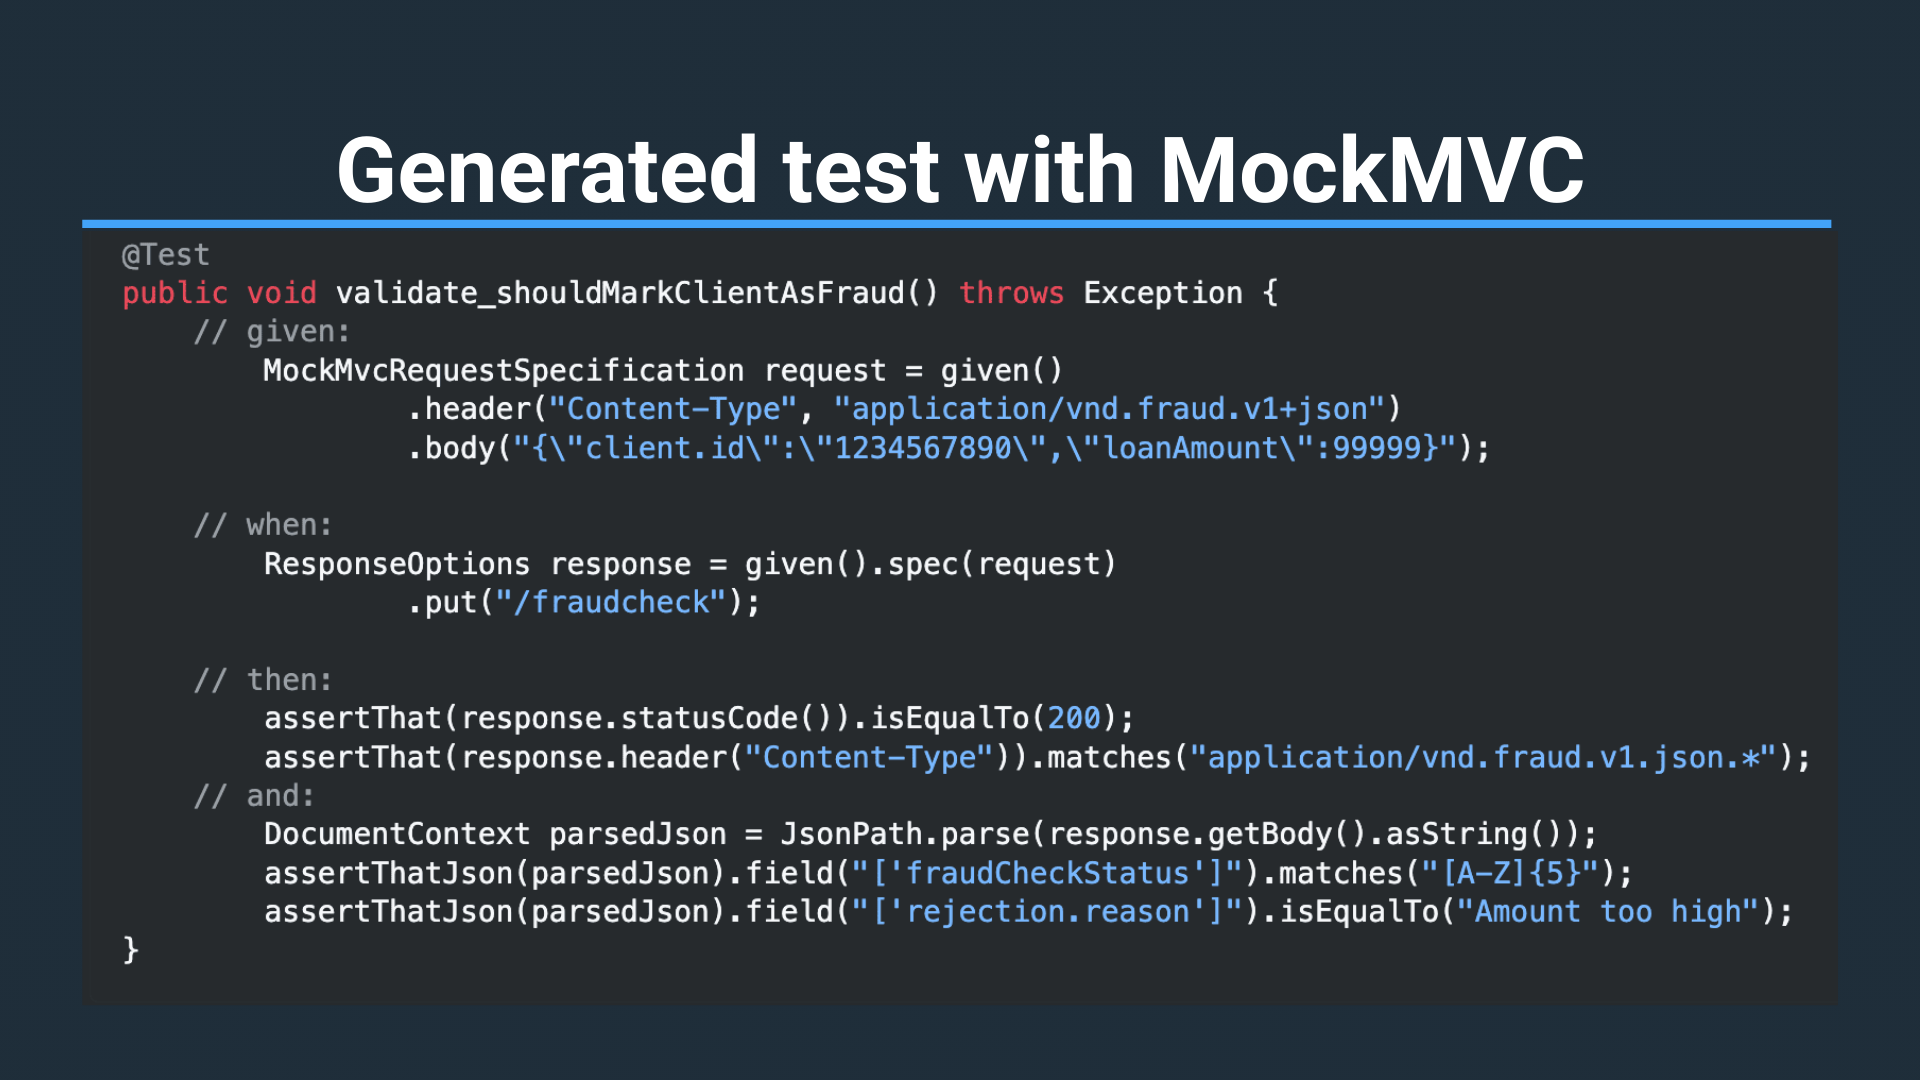 Generated test with MockMVC
@Test
public void validate_shouldMarkClientAsFraud() throws Exception {
    // given:
        MockMvcRequestSpecification request = given()
                .header("Content-Type", "application/vnd.fraud.v1+json")
                .body("{\"client.id\":\"1234567890\",\"loanAmount\":99999}");

    // when:
        ResponseOptions response = given().spec(request)
                .put("/fraudcheck");

    // then:
        assertThat(response.statusCode()).isEqualTo(200);
        assertThat(response.header("Content-Type")).matches("application/vnd.fraud.v1.json.*");
    // and:
        DocumentContext parsedJson = JsonPath.parse(response.getBody().asString());
        assertThatJson(parsedJson).field("['fraudCheckStatus']").matches("[A-Z]{5}");
        assertThatJson(parsedJson).field("['rejection.reason']").isEqualTo("Amount too high");
}